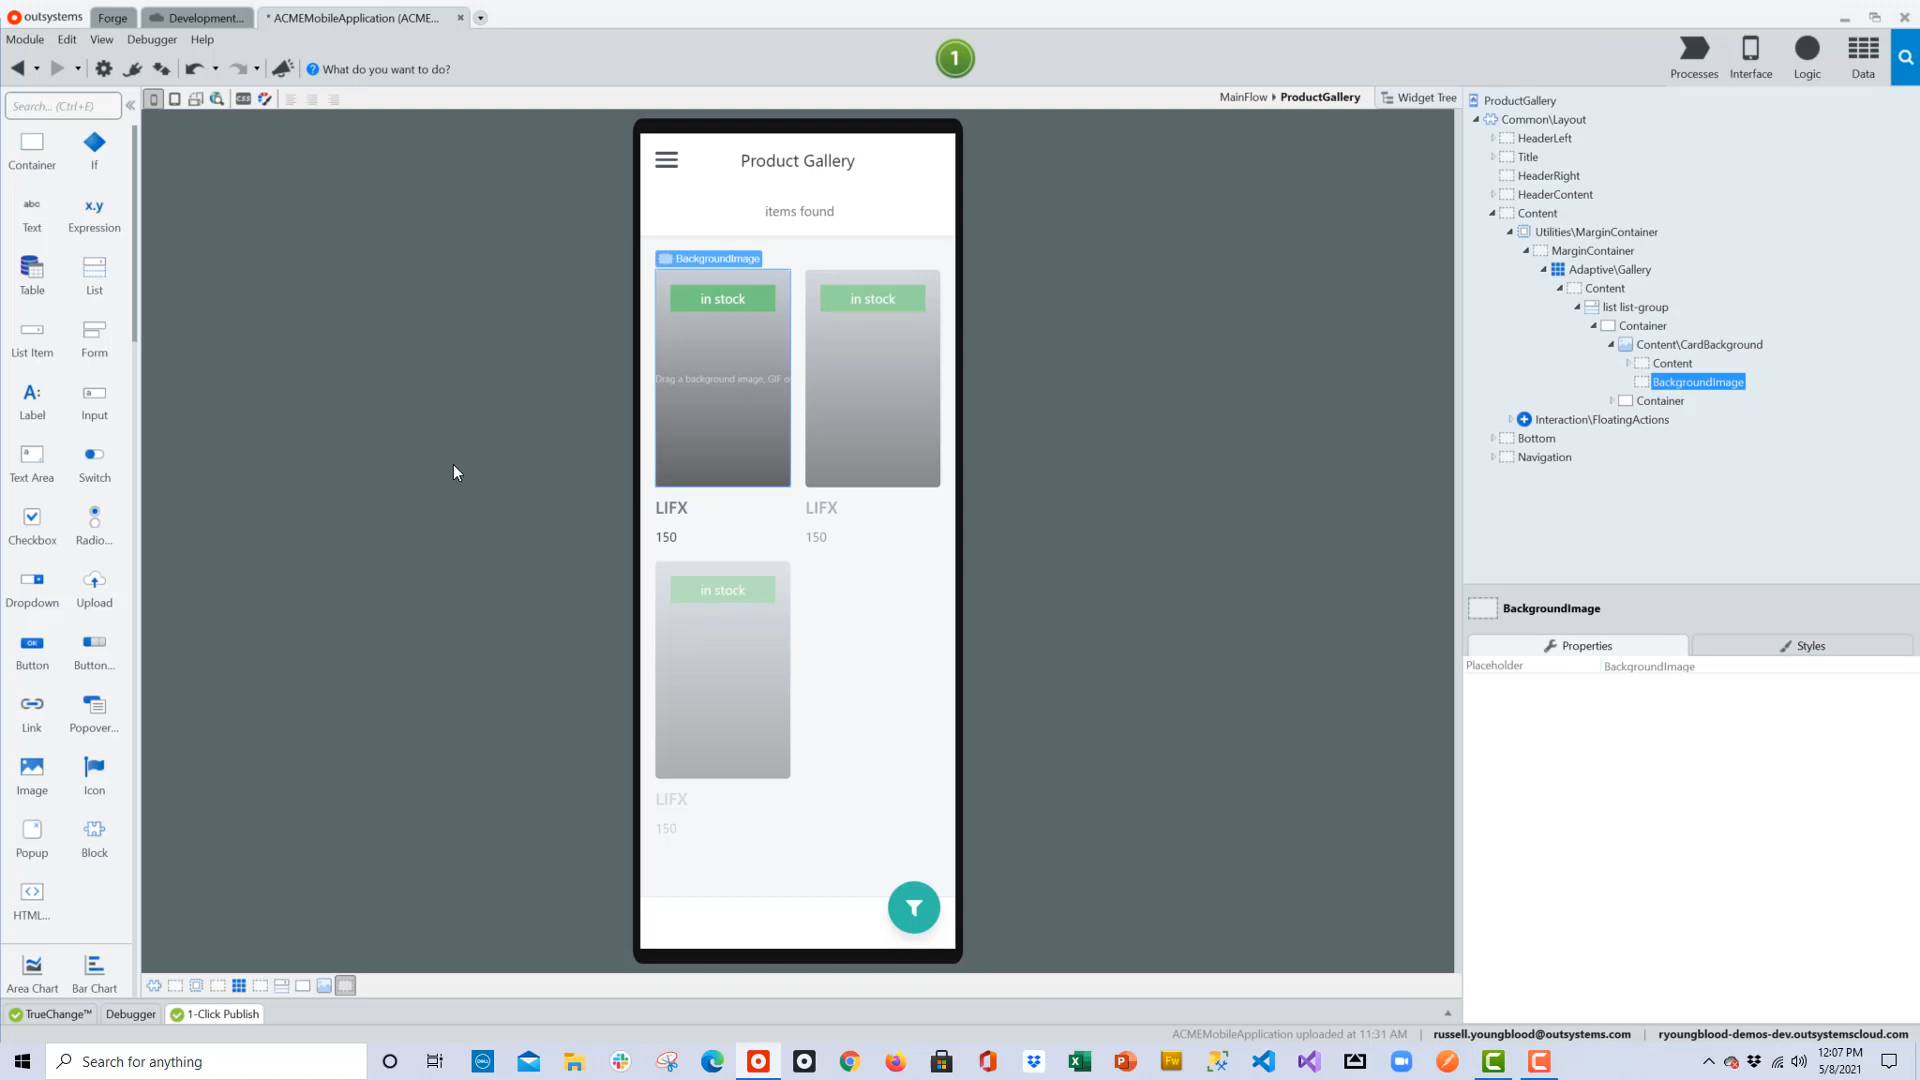 outsystems Forge Development... * ACMEMobileApplication (ACME...
Module Edit View Debugger Help
What do you want to do?
1
Processes Interface Logic Data
Search... (Ctrl+E)
CSS
MainFlow ProductGallery Widget Tree
Container If
abc x.y
Text Expression
Table List
List Item Form
Label Input
Text Area Switch
Checkbox Radio...
Dropdown Upload
OK
Button Button...
Link Popover...
Image Icon
Popup Block
HTML...
Area Chart Bar Chart
Product Gallery
items found
BackgroundImage
in stock in stock
Drag a background image, GIF o
LIFX LIFX
150 150
in stock
LIFX
150
ProductGallery
Common\Layout
HeaderLeft
Title
HeaderRight
HeaderContent
Content
Utilities\MarginContainer
MarginContainer
Adaptive\Gallery
Content
list list-group
Container
Content\CardBackground
Content
BackgroundImage
Container
Interaction\FloatingActions
Bottom
Navigation
BackgroundImage
Properties Styles
Placeholder BackgroundImage
TrueChange™ Debugger 1-Click Publish
ACMEMobileApplication uploaded at 11:31 AM russell.youngblood@outsystems.com ryoungblood-demos-dev.outsystemscloud.com
Search for anything
DELL
Fw
12:07 PM
5/8/2021